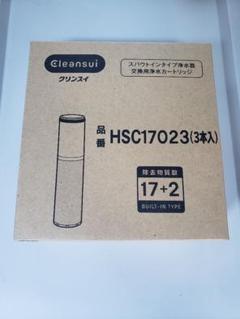 Cleansui
クリンスイ
スパウトインタイプ浄水器
交換用浄水カートリッジ
品番 HSC17023(3本入)
除去物質数
17+2
BUILT-IN TYPE